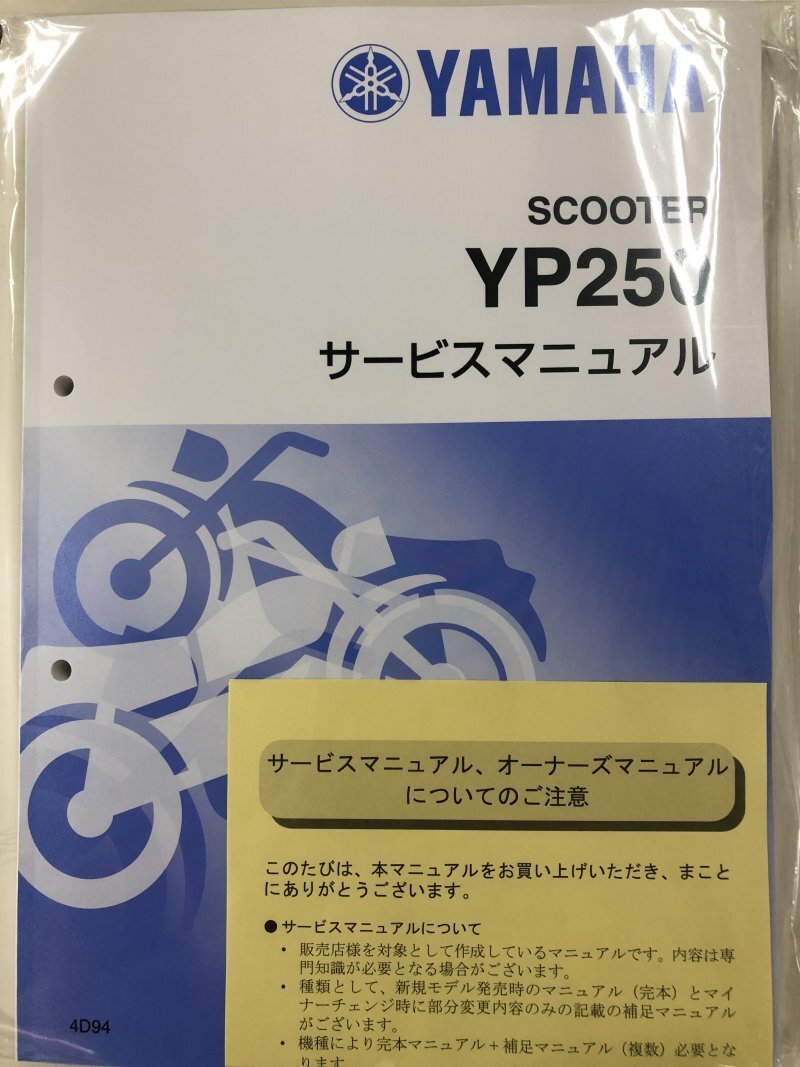 YAMAHA
SCOOTER
YP250
サービスマニュアル
サービスマニュアル、オーナーズマニュアル
についてのご注意
このたびは、本マニュアルをお買い上げいただき、まこと
にありがとうございます。
● サービスマニュアルについて
・ 販売店様を対象として作成しているマニュアルです。内容は専
門知識が必要となる場合がございます。
・ 種類として、新規モデル発売時のマニュアル（完本）とマイ
ナーチェンジ時に部分変更内容のみの記載の補足マニュアル
がございます。
・ 機種により完本マニュアル+補足マニュアル（複数）必要とな
ります
4D94